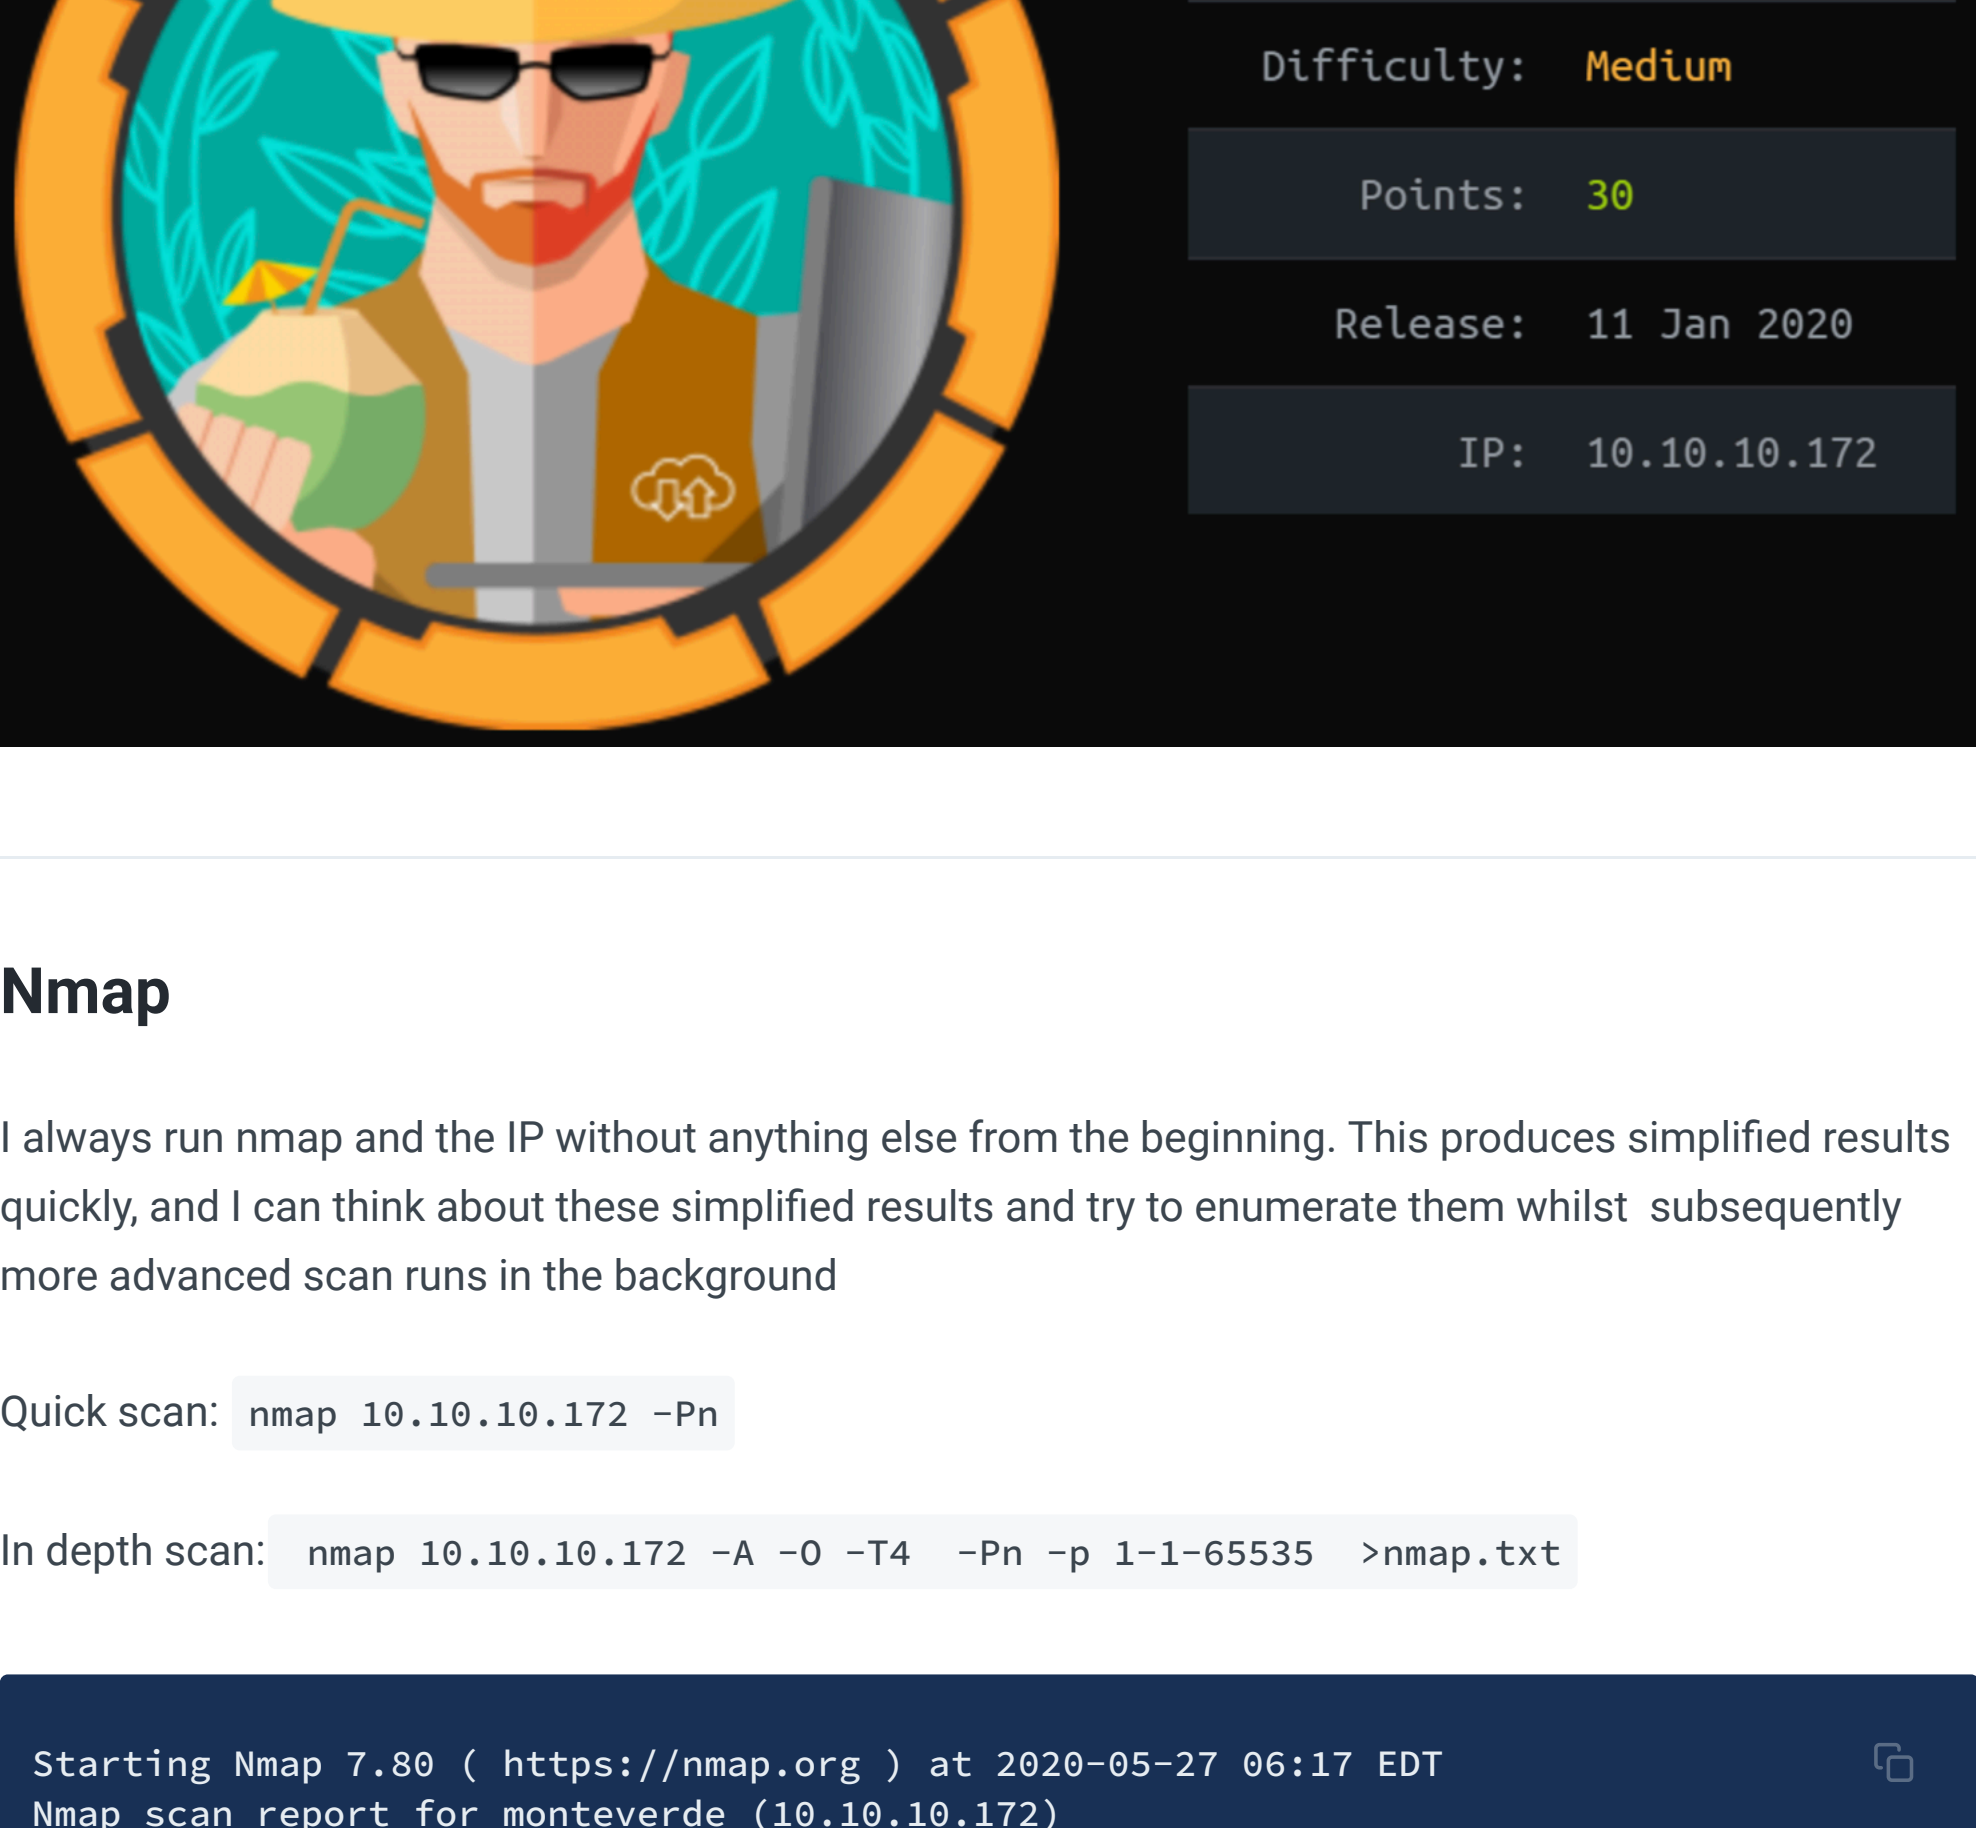 Difficulty: Medium
Points: 30
Release: 11 Jan 2020
IP: 10.10.10.172
Nmap
I always run nmap and the IP without anything else from the beginning. This produces simplified results
quickly, and I can think about these simplified results and try to enumerate them whilst  subsequently
more advanced scan runs in the background
Quick scan: nmap 10.10.10.172 -Pn
In depth scan: nmap 10.10.10.172 -A -O -T4  -Pn -p 1-1-65535  >nmap.txt
Starting Nmap 7.80 ( https://nmap.org ) at 2020-05-27 06:17 EDT
Nmap scan report for monteverde (10.10.10.172)